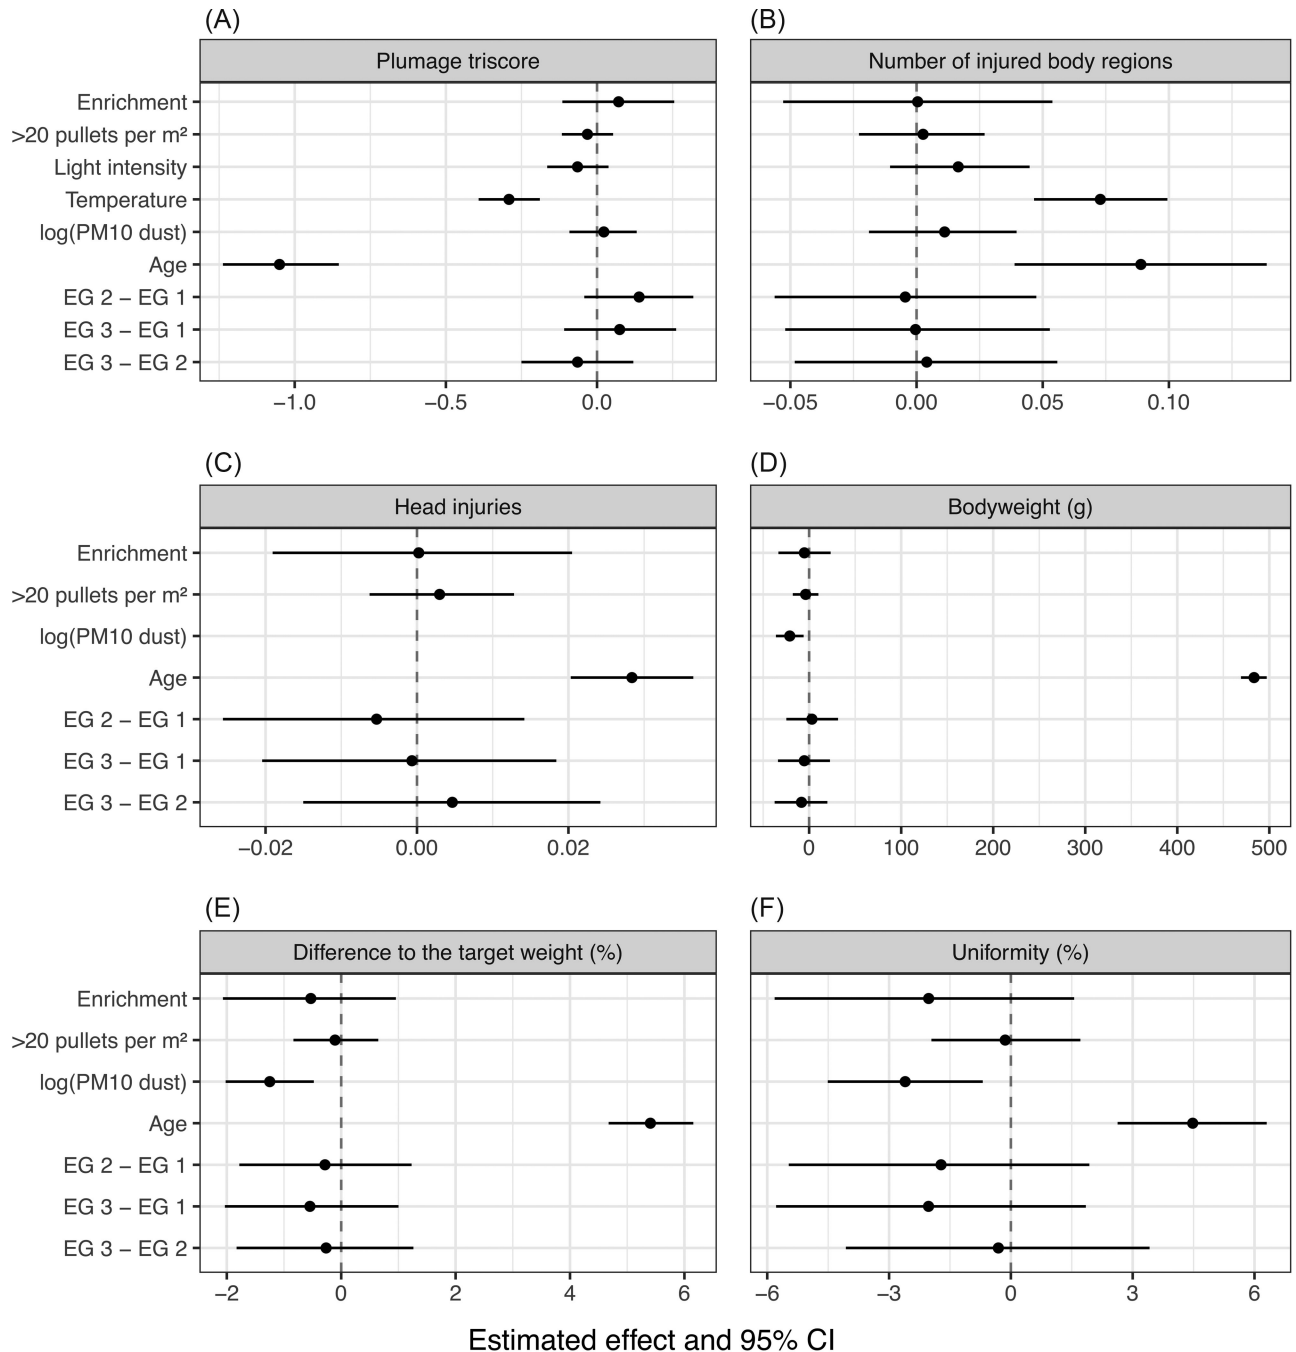 (A)
Plumage triscore
Enrichment
>20 pullets per m²
Light intensity
Temperature
log(PM10 dust)
Age
EG 2 − EG 1
EG 3 − EG 1
EG 3 − EG 2
−1.0 −0.5 0.0
(B)
Number of injured body regions
−0.05 0.00 0.05 0.10
(C)
Head injuries
Enrichment
>20 pullets per m²
log(PM10 dust)
Age
EG 2 − EG 1
EG 3 − EG 1
EG 3 − EG 2
−0.02 0.00 0.02
(D)
Bodyweight (g)
0 100 200 300 400 500
(E)
Difference to the target weight (%)
Enrichment
>20 pullets per m²
log(PM10 dust)
Age
EG 2 − EG 1
EG 3 − EG 1
EG 3 − EG 2
−2 0 2 4 6
(F)
Uniformity (%)
−6 −3 0 3 6
Estimated effect and 95% CI